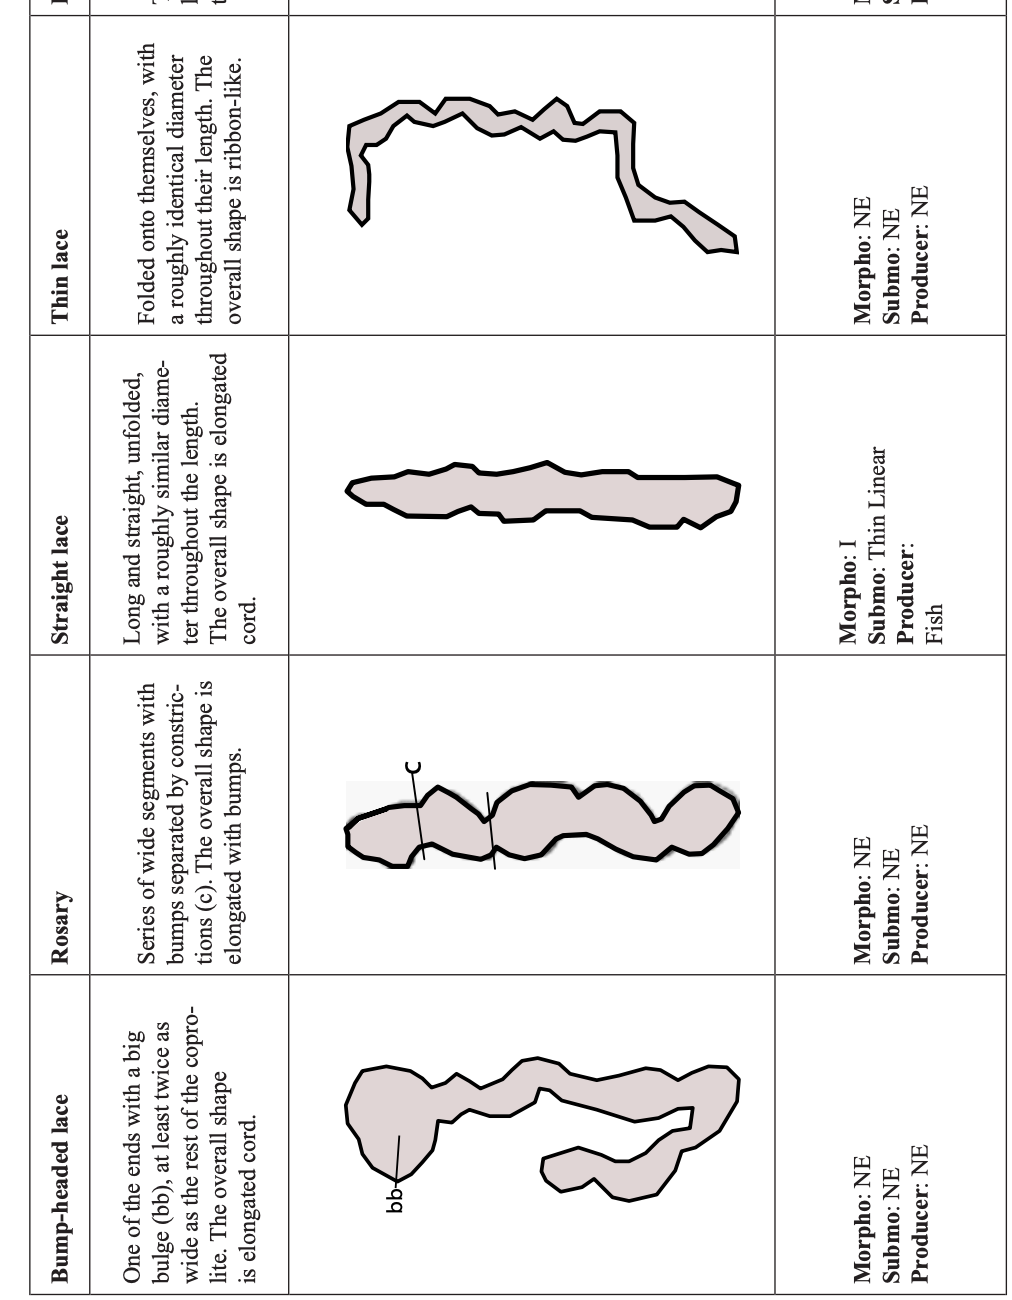 Bump-headed lace
One of the ends with a big
bulge (bb), at least twice as
wide as the rest of the copro-
lite. The overall shape
is elongated cord.
bb
Morpho: NE
Submo: NE
Producer: NE
Rosary
Series of wide segments with
bumps separated by constric-
tions (c). The overall shape is
elongated with bumps.
C
Morpho: NE
Submo: NE
Producer: NE
Straight lace
Long and straight, unfolded,
with a roughly similar diame-
ter throughout the length.
The overall shape is elongated
cord.
Morpho: I
Submo: Thin Linear
Producer:
Fish
Thin lace
Folded onto themselves, with
a roughly identical diameter
throughout their length. The
overall shape is ribbon-like.
Morpho: NE
Submo: NE
Producer: NE